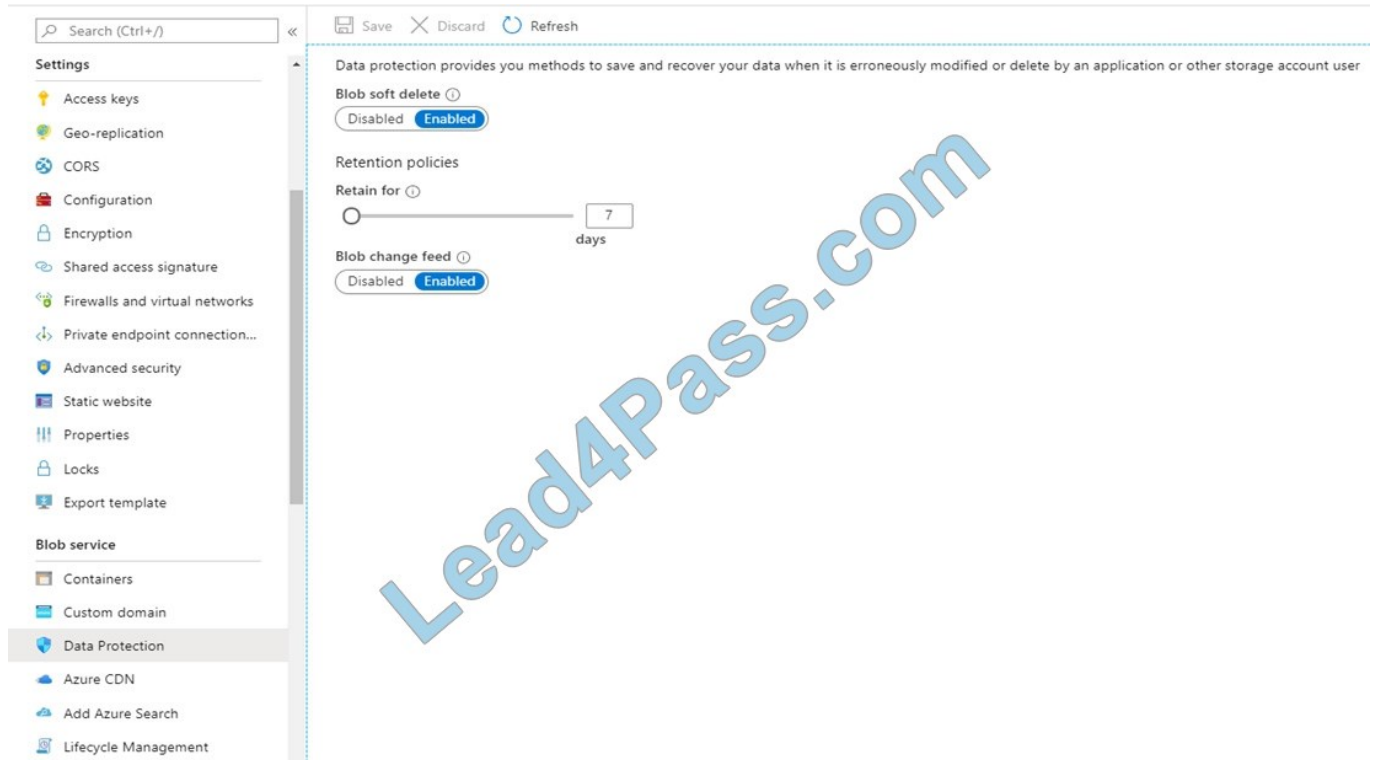 Search (Ctrl+/)
«
Settings
Access keys
Geo-replication
CORS
Configuration
Encryption
Shared access signature
Firewalls and virtual networks
Private endpoint connection...
Advanced security
Static website
Properties
Locks
Export template
Blob service
Containers
Custom domain
Data Protection
Azure CDN
Add Azure Search
Lifecycle Management
Save Discard Refresh
Data protection provides you methods to save and recover your data when it is erroneously modified or delete by an application or other storage account user
Blob soft delete
Disabled Enabled
Retention policies
Retain for
7
days
Blob change feed
Disabled Enabled
Lead4Pass.com